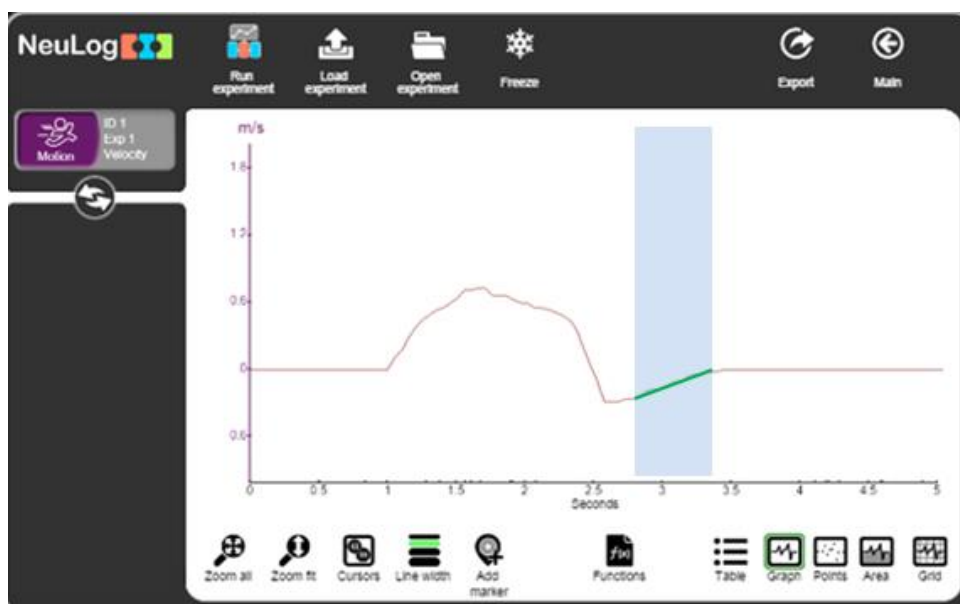 NeuLog
Run
experiment
Load
experiment
Open
experiment
Freeze
Export
Main
Motion
ID 1
Exp 1
Velocity
m/s
1.8
1.2
0.6
0
0.6
0 0.5 1 1.5 2 2.5 3 3.5 4 4.5 5
Seconds
Zoom all
Zoom fit
Cursors
Line width
Add
marker
f(x)
Functions
Table
Graph
Points
Area
Grid